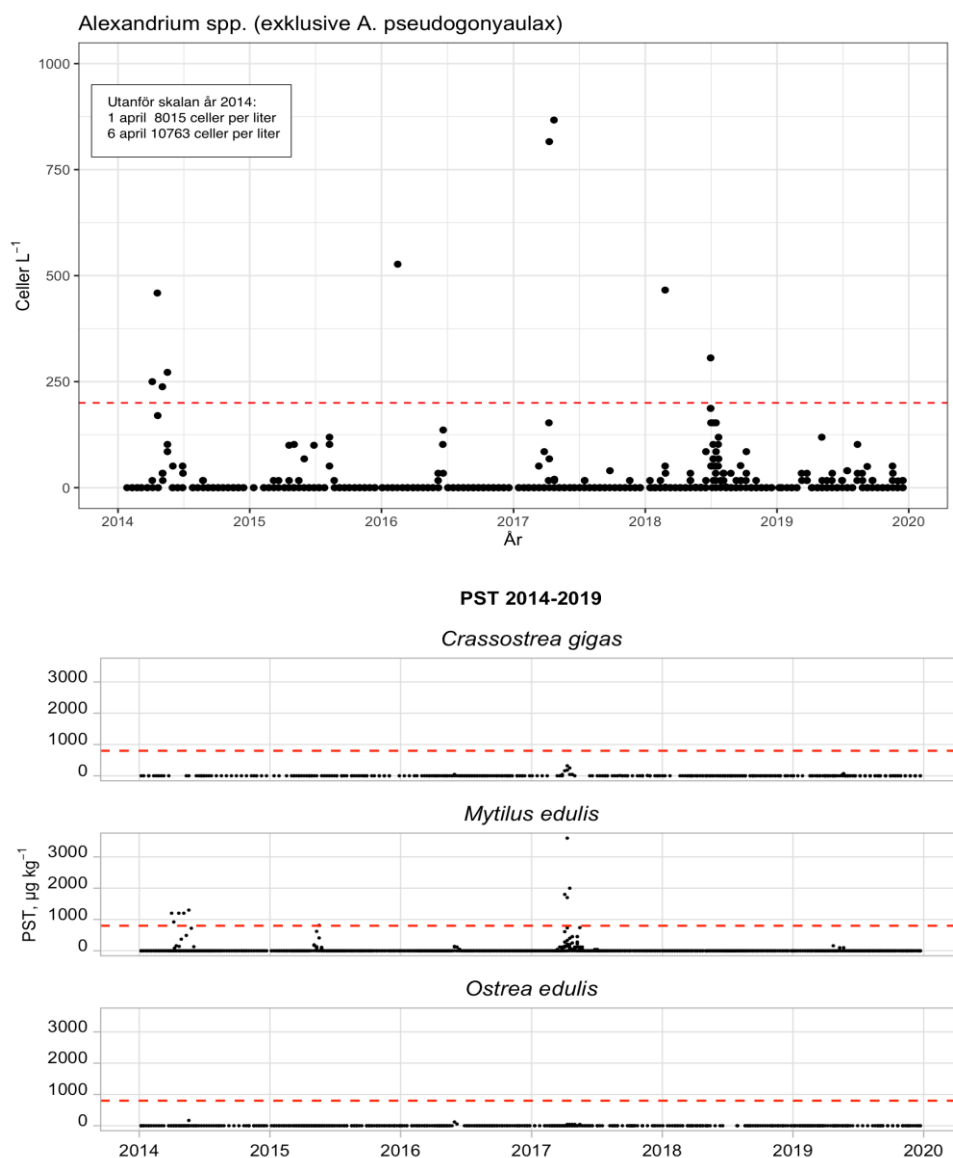 Alexandrium spp. (exklusive A. pseudogonyaulax)
1000
Utanför skalan år 2014:
1 april  8015 celler per liter
6 april 10763 celler per liter
750
500
250
0
Celler L⁻¹
2014 2015 2016 2017 2018 2019 2020
År
PST 2014-2019
Crassostrea gigas
3000
2000
1000
0
Mytilus edulis
3000
2000
1000
0
PST, µg kg⁻¹
Ostrea edulis
3000
2000
1000
0
2014 2015 2016 2017 2018 2019 2020